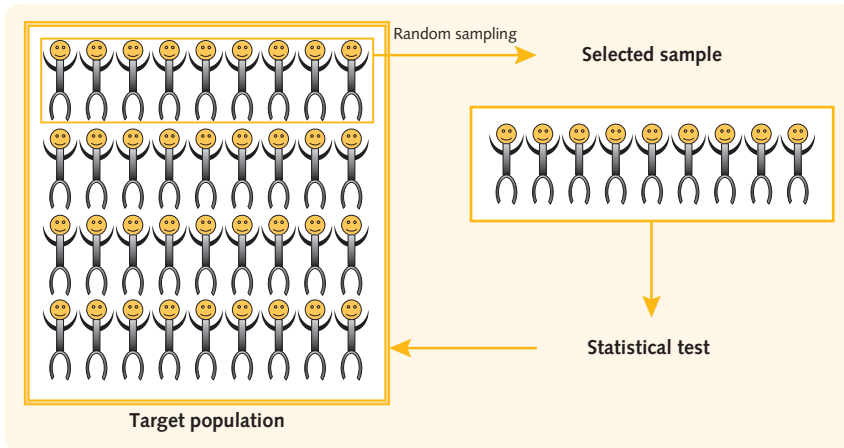 Random sampling
Selected sample
Statistical test
Target population